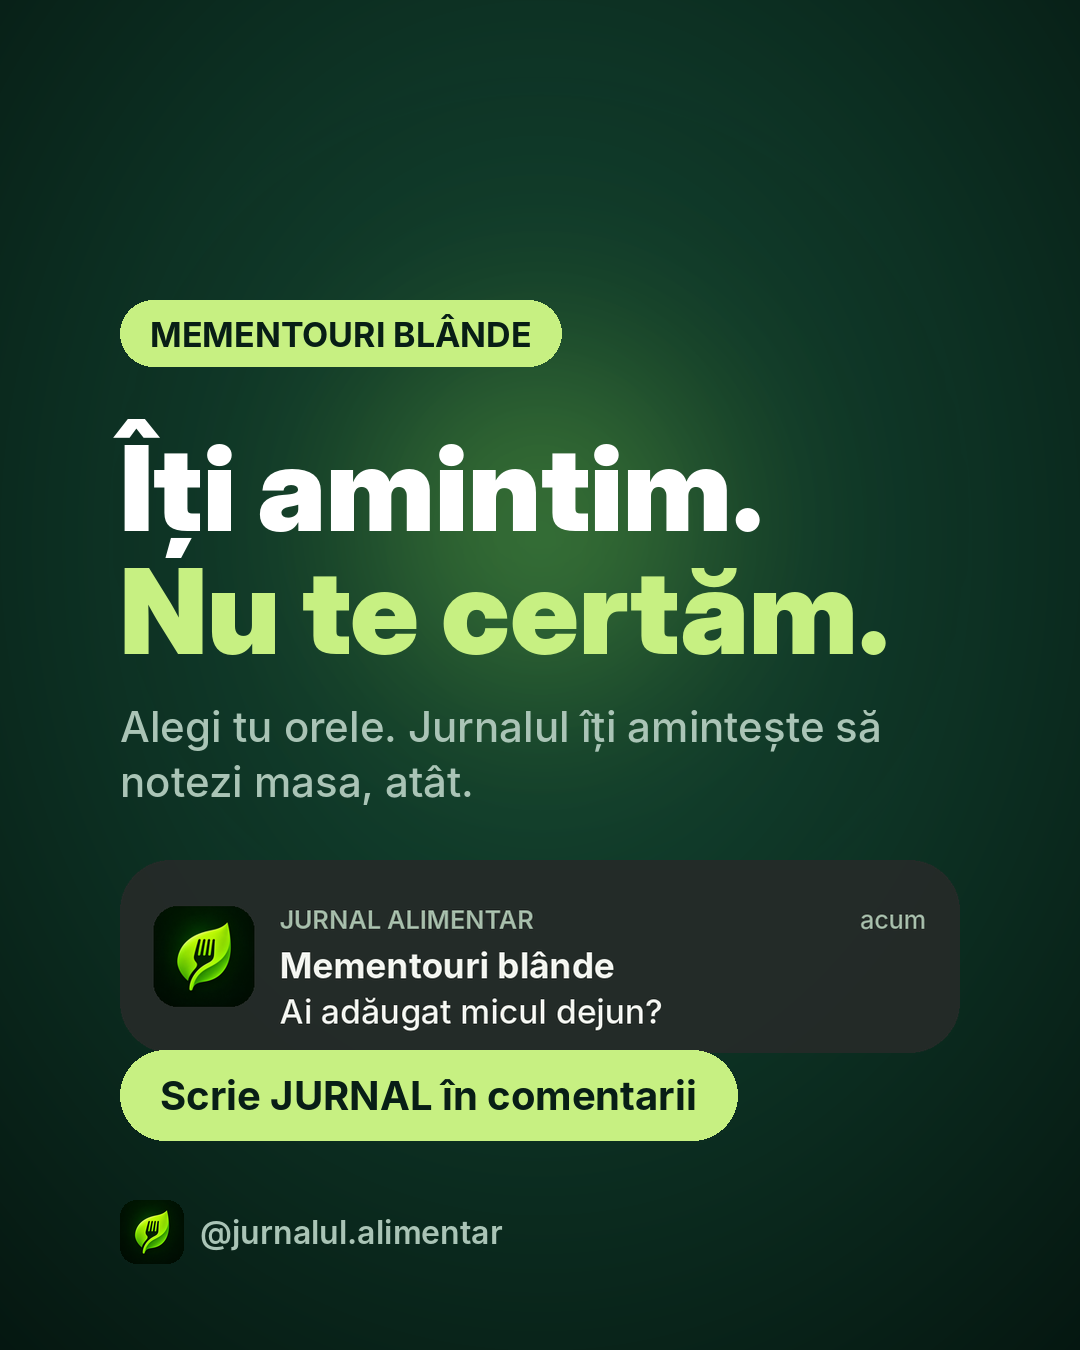 MEMENTOURI BLÂNDE
Îți amintim.
Nu te certăm.
Alegi tu orele. Jurnalul îți amintește să
notezi masa, atât.
JURNAL ALIMENTAR acum
Mementouri blânde
Ai adăugat micul dejun?
Scrie JURNAL în comentarii
@jurnalul.alimentar